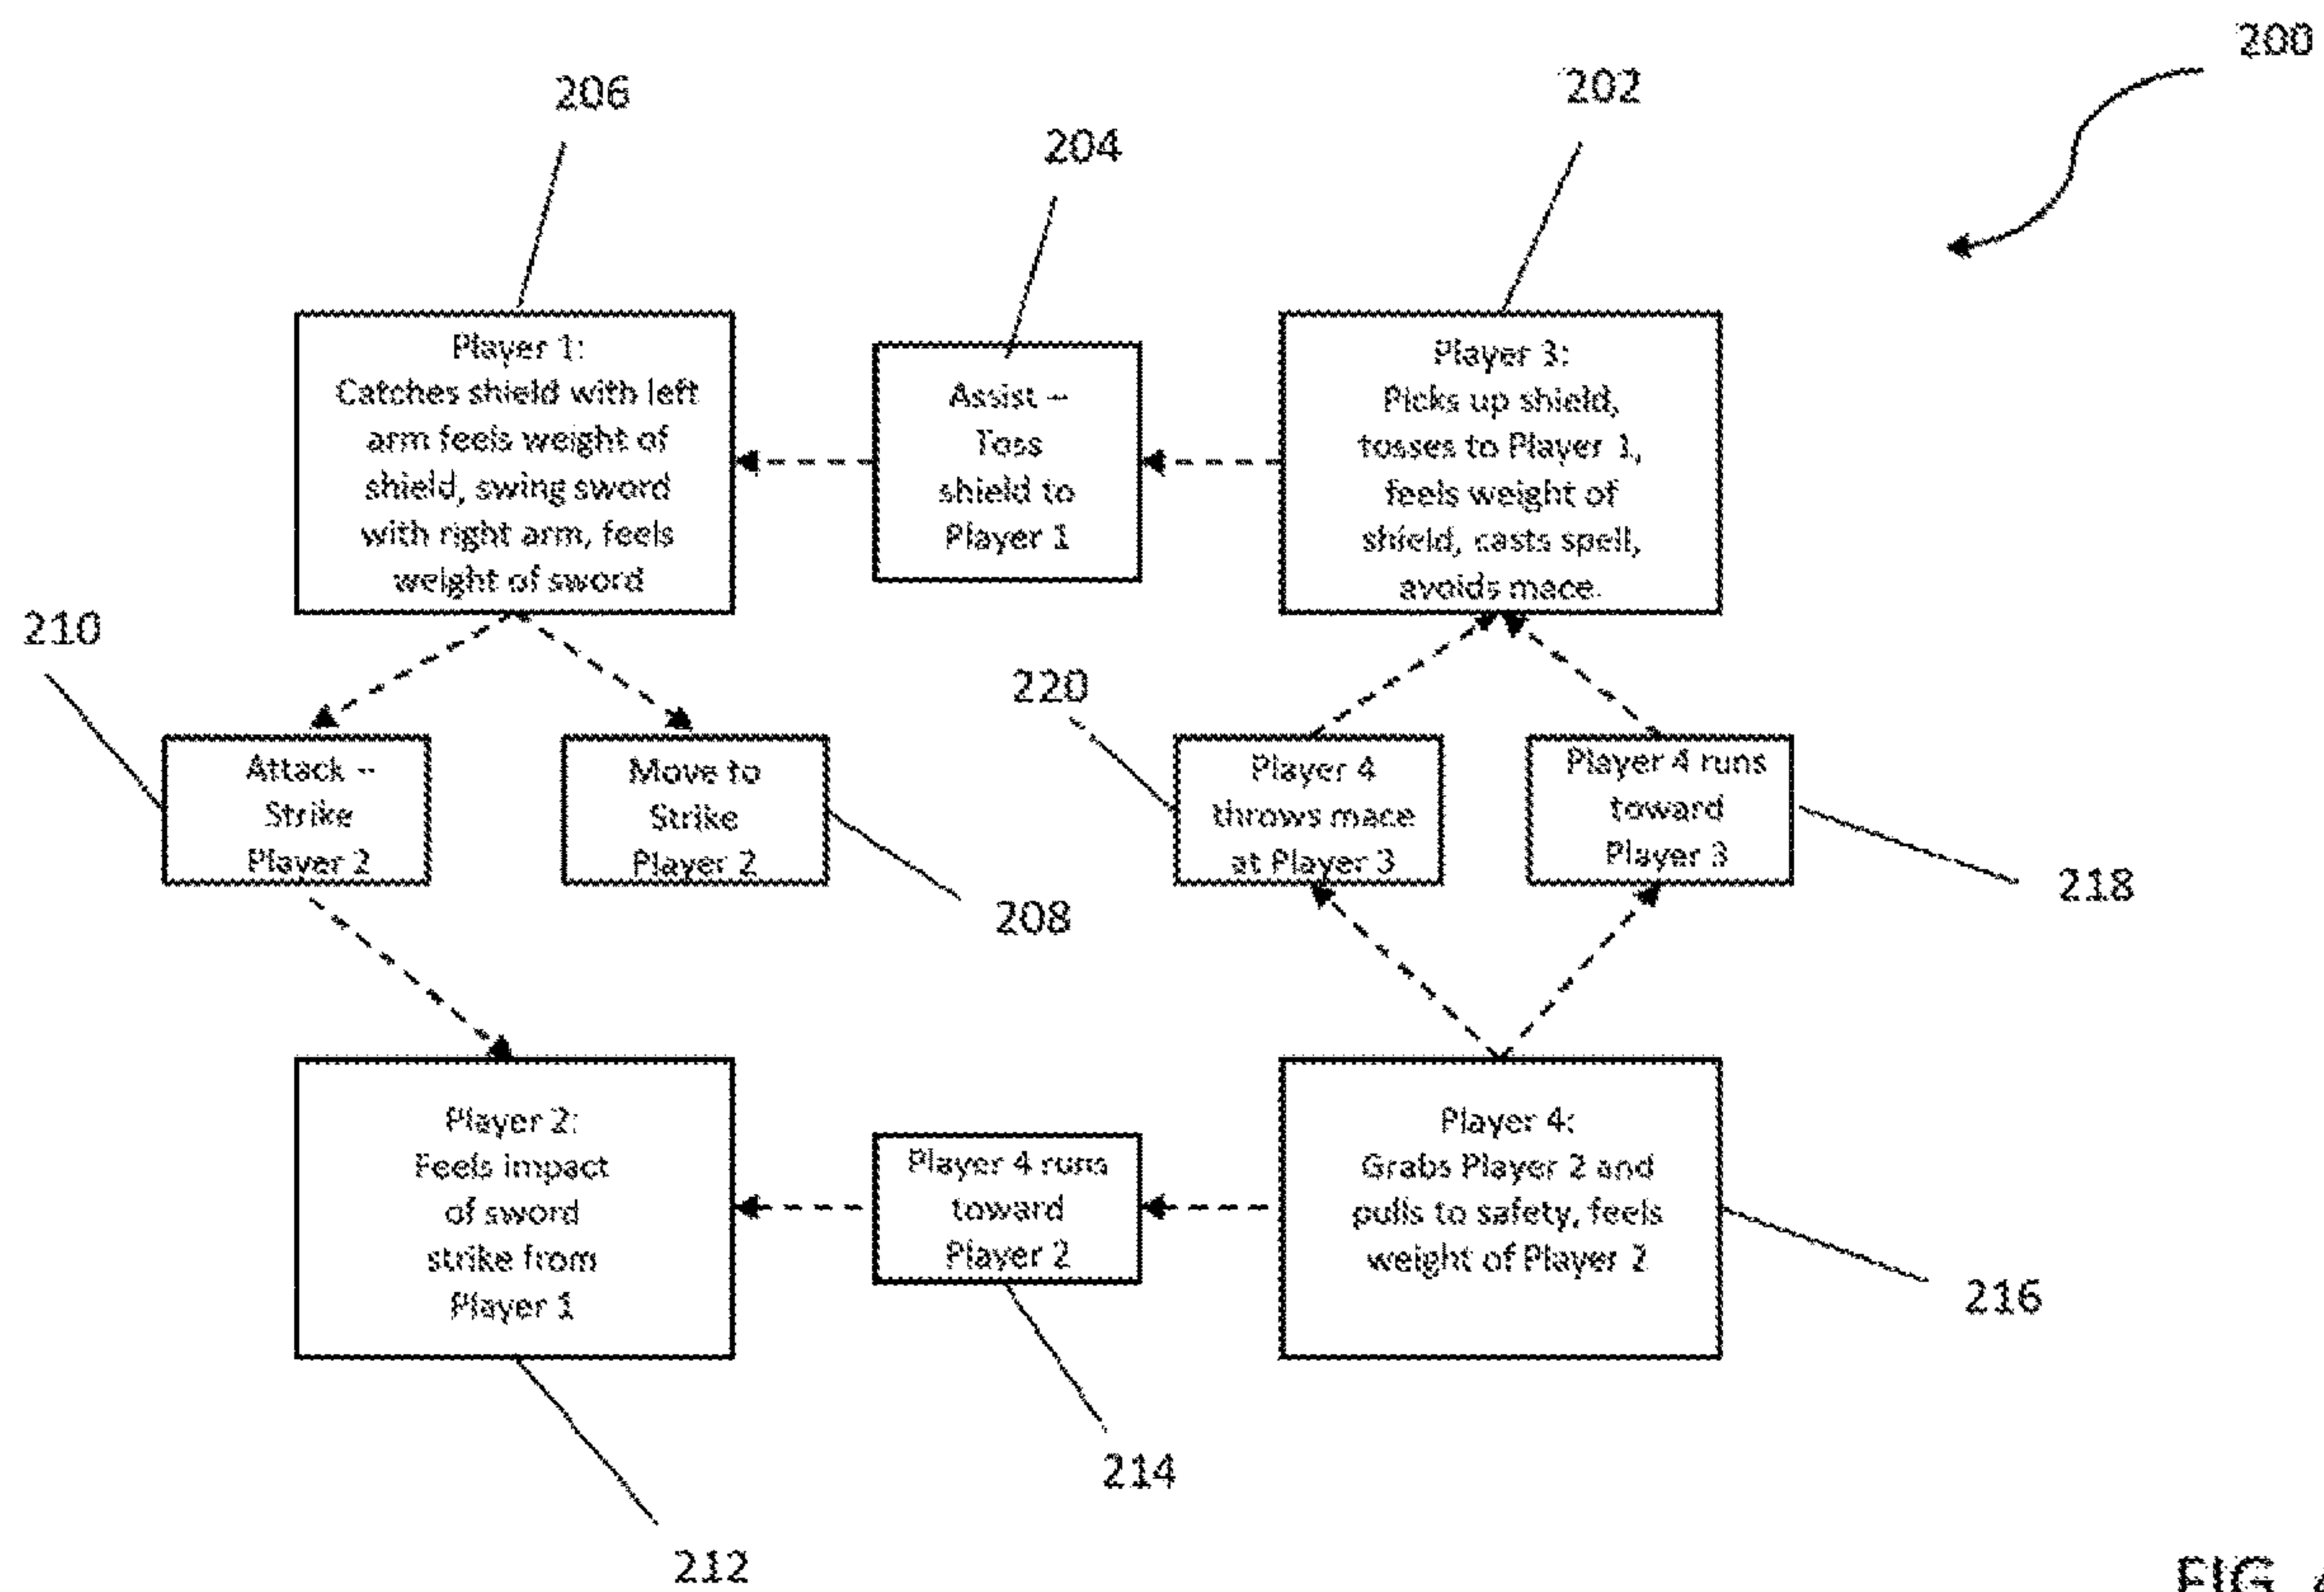 200
206
202
204
Player 1:
Catches shield with left
arm feels weight of
shield, swing sword
with right arm, feels
weight of sword
Assist –
Toss
shield to
Player 1
Player 3:
Picks up shield,
tosses to Player 1,
feels weight of
shield, casts spell,
avoids mace.
210
220
Attack –
Strike
Player 2
Move to
Strike
Player 2
Player 4
throws mace
at Player 3
Player 4 runs
toward
Player 3
208
218
Player 2:
Feels impact
of sword
strike from
Player 1
Player 4 runs
toward
Player 2
Player 4:
Grabs Player 2 and
pulls to safety, feels
weight of Player 2
216
214
212
FIG.